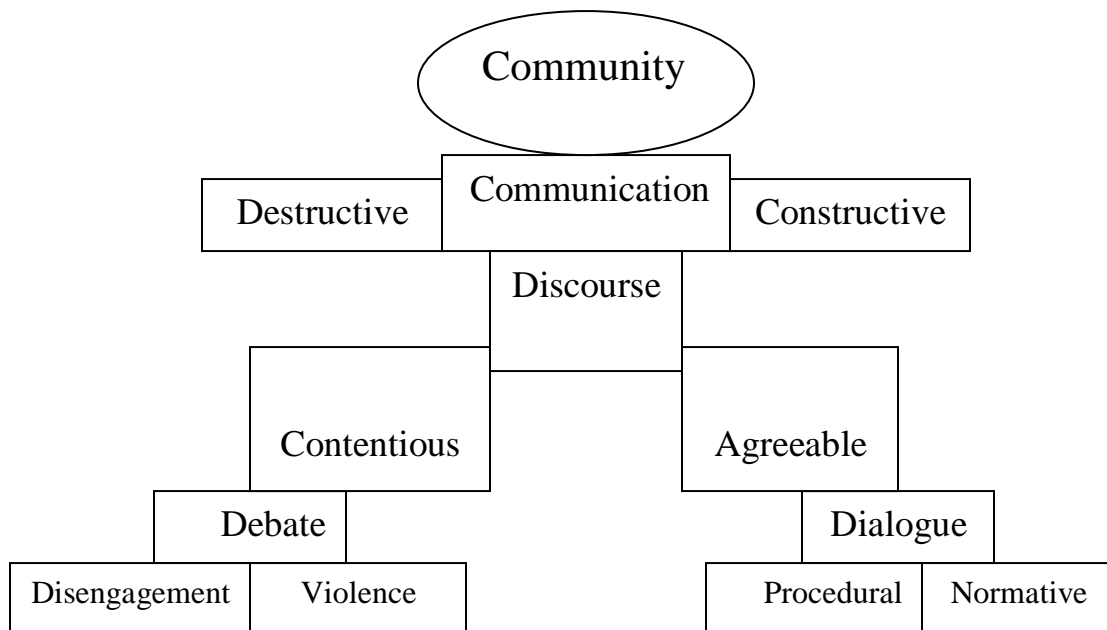 Community
Communication
Destructive
Constructive
Discourse
Contentious
Agreeable
Debate
Dialogue
Disengagement
Violence
Procedural
Normative